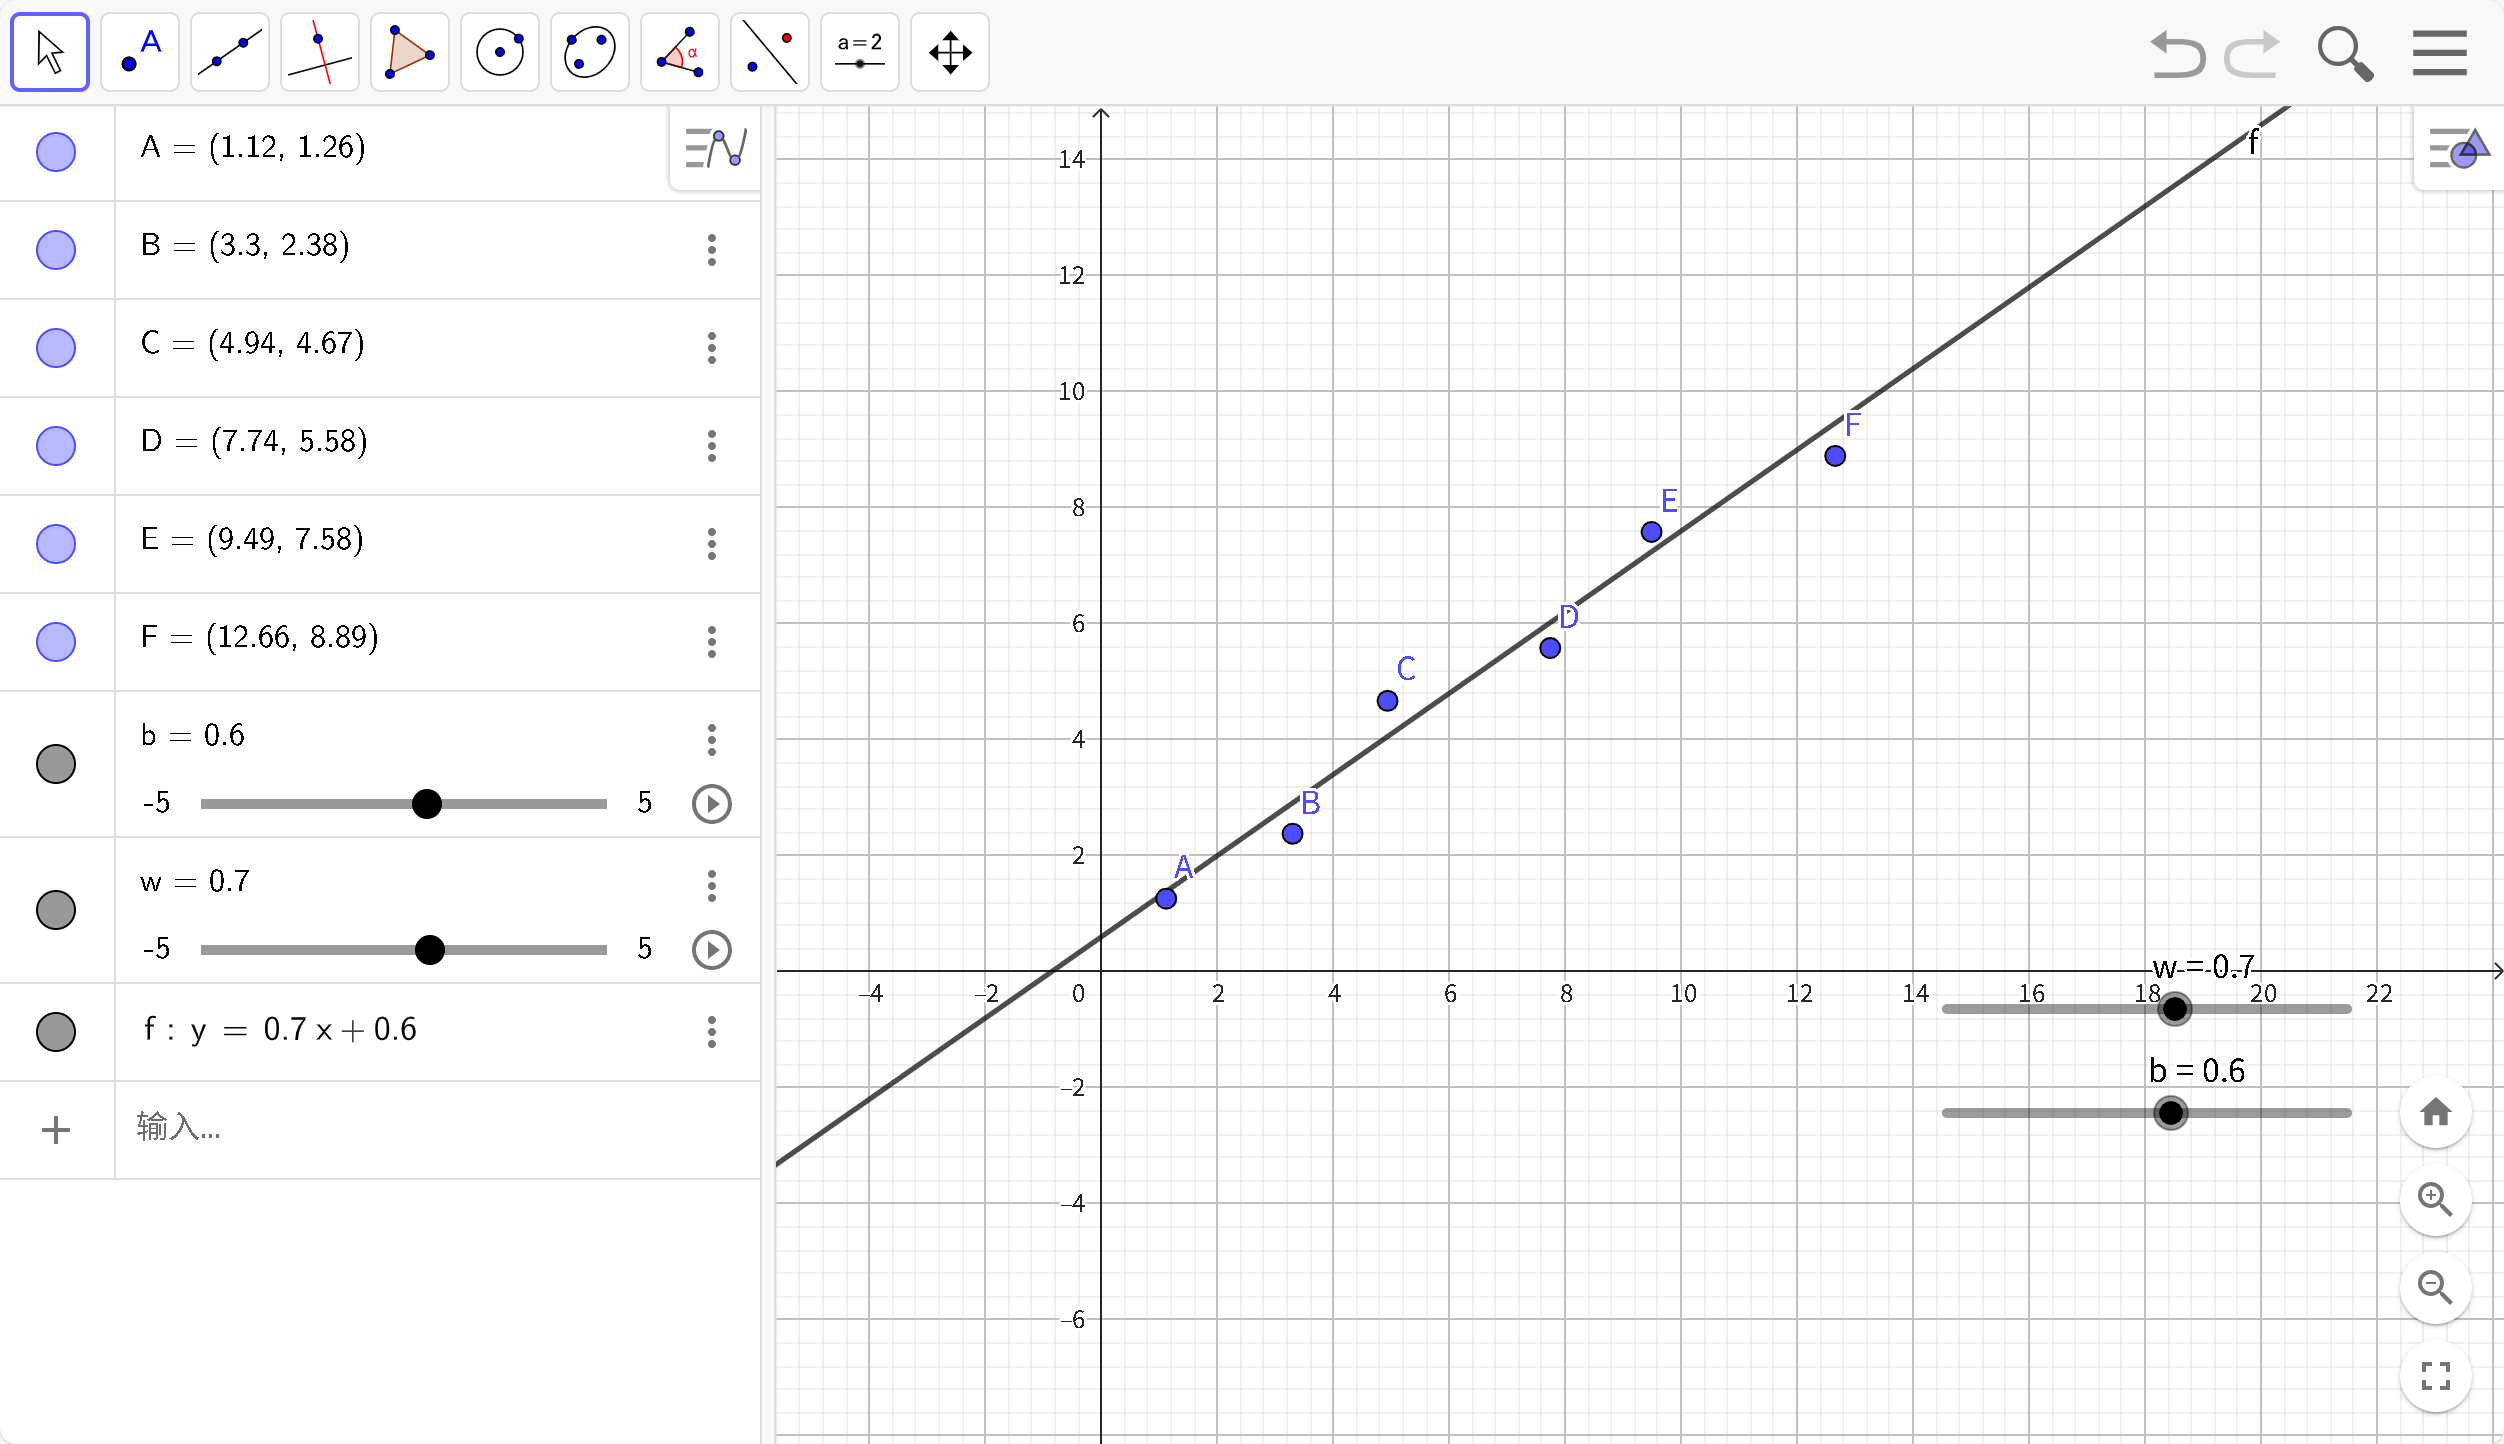 A
α
a=2
A = (1.12, 1.26)
B = (3.3, 2.38)
C = (4.94, 4.67)
D = (7.74, 5.58)
E = (9.49, 7.58)
F = (12.66, 8.89)
b = 0.6
-5 5
w = 0.7
-5 5
f : y = 0.7 x + 0.6
输入...
14
12
10
8
6
4
2
–2
–4
–6
–4 –2 0 2 4 6 8 10 12 14 16 18 20 22
f
F
E
D
C
B
A
w = 0.7
b = 0.6